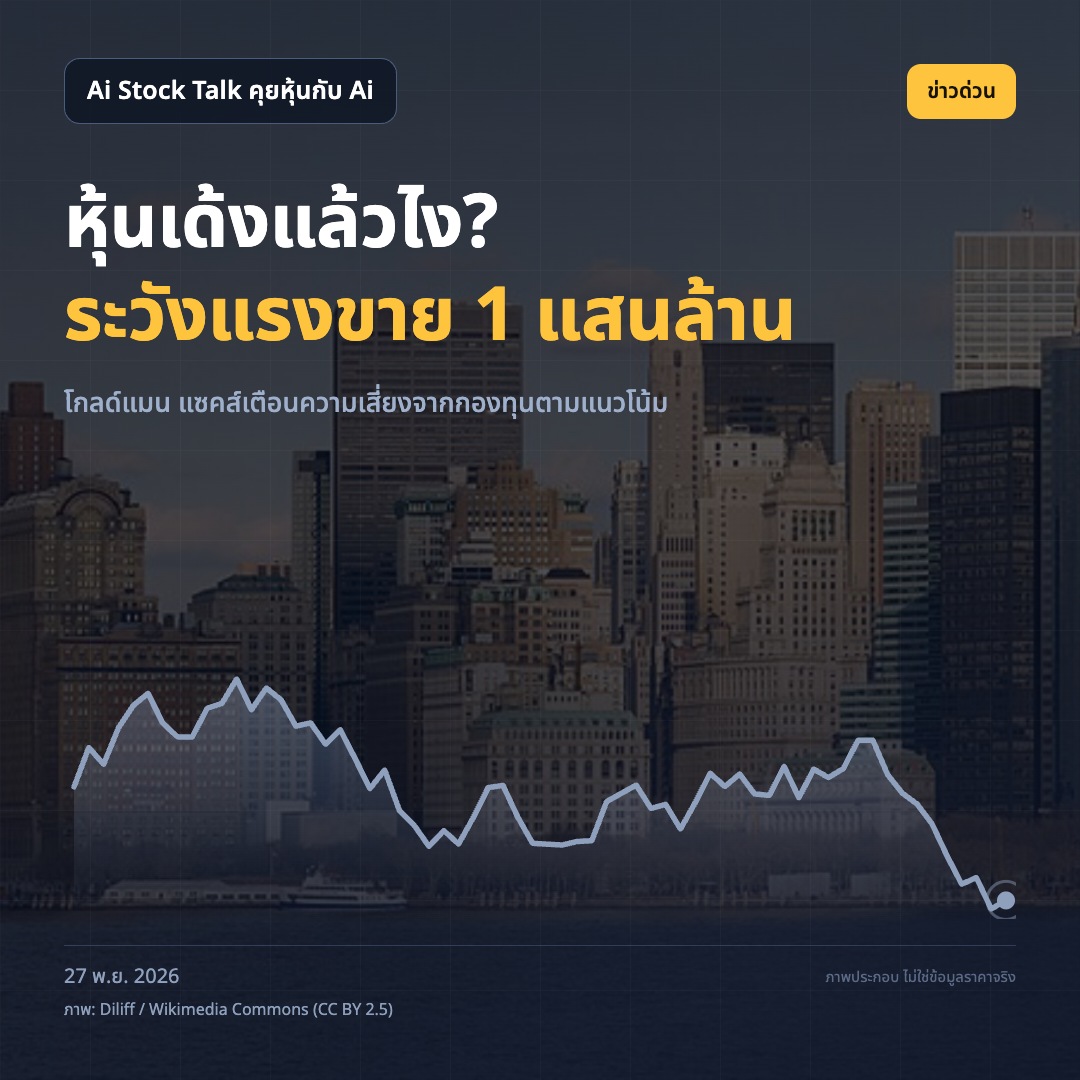 Ai Stock Talk คุยหุ้นกับ Ai
ข่าวด่วน
หุ้นเด้งแล้วไง?
ระวังแรงขาย 1 แสนล้าน
โกลด์แมน แซคส์เตือนความเสี่ยงจากกองทุนตามแนวโน้ม
27 พ.ย. 2026
ภาพประกอบ ไม่ใช่ข้อมูลราคาจริง
ภาพ: Diliff / Wikimedia Commons (CC BY 2.5)